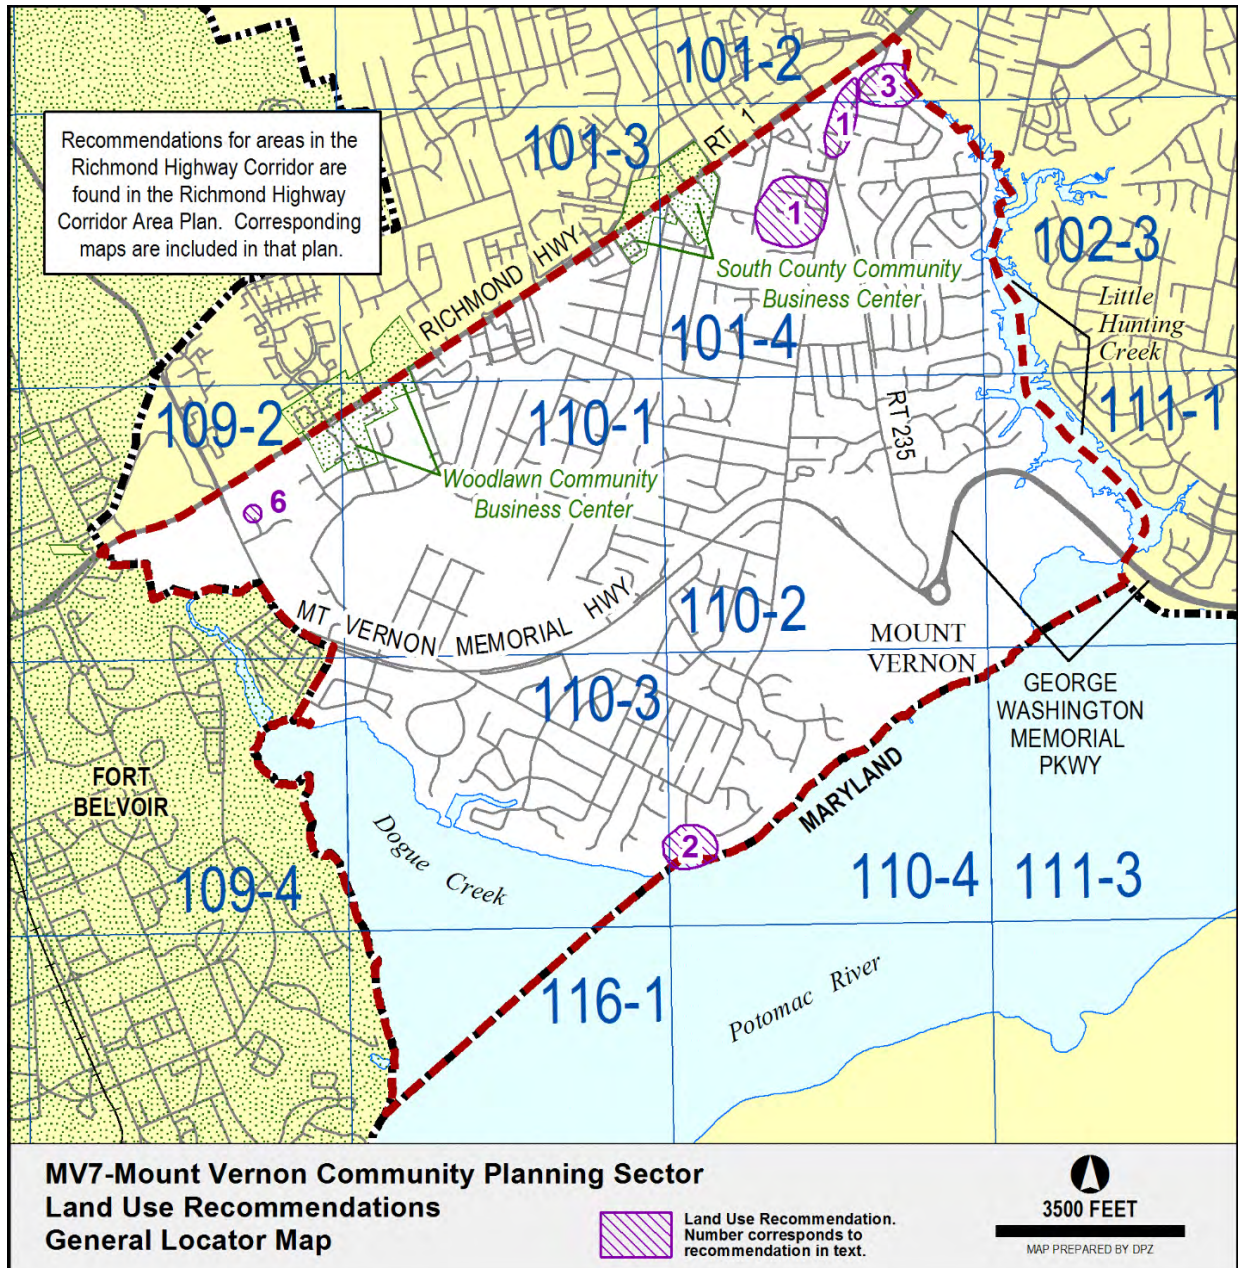 101-2
3
Recommendations for areas in the
Richmond Highway Corridor are
found in the Richmond Highway
Corridor Area Plan. Corresponding
maps are included in that plan.
101-3
RT 1
1
1
102-3
RICHMOND HWY
South County Community
Business Center
Little
Hunting
Creek
101-4
109-2
110-1
RT 235
111-1
Woodlawn Community
Business Center
6
MT VERNON MEMORIAL HWY
110-2
MOUNT
VERNON
110-3
GEORGE
WASHINGTON
MEMORIAL
PKWY
FORT
BELVOIR
MARYLAND
2
Dogue Creek
109-4
110-4
111-3
116-1
Potomac River
MV7-Mount Vernon Community Planning Sector
Land Use Recommendations
General Locator Map
Land Use Recommendation.
Number corresponds to
recommendation in text.
3500 FEET
MAP PREPARED BY DPZ